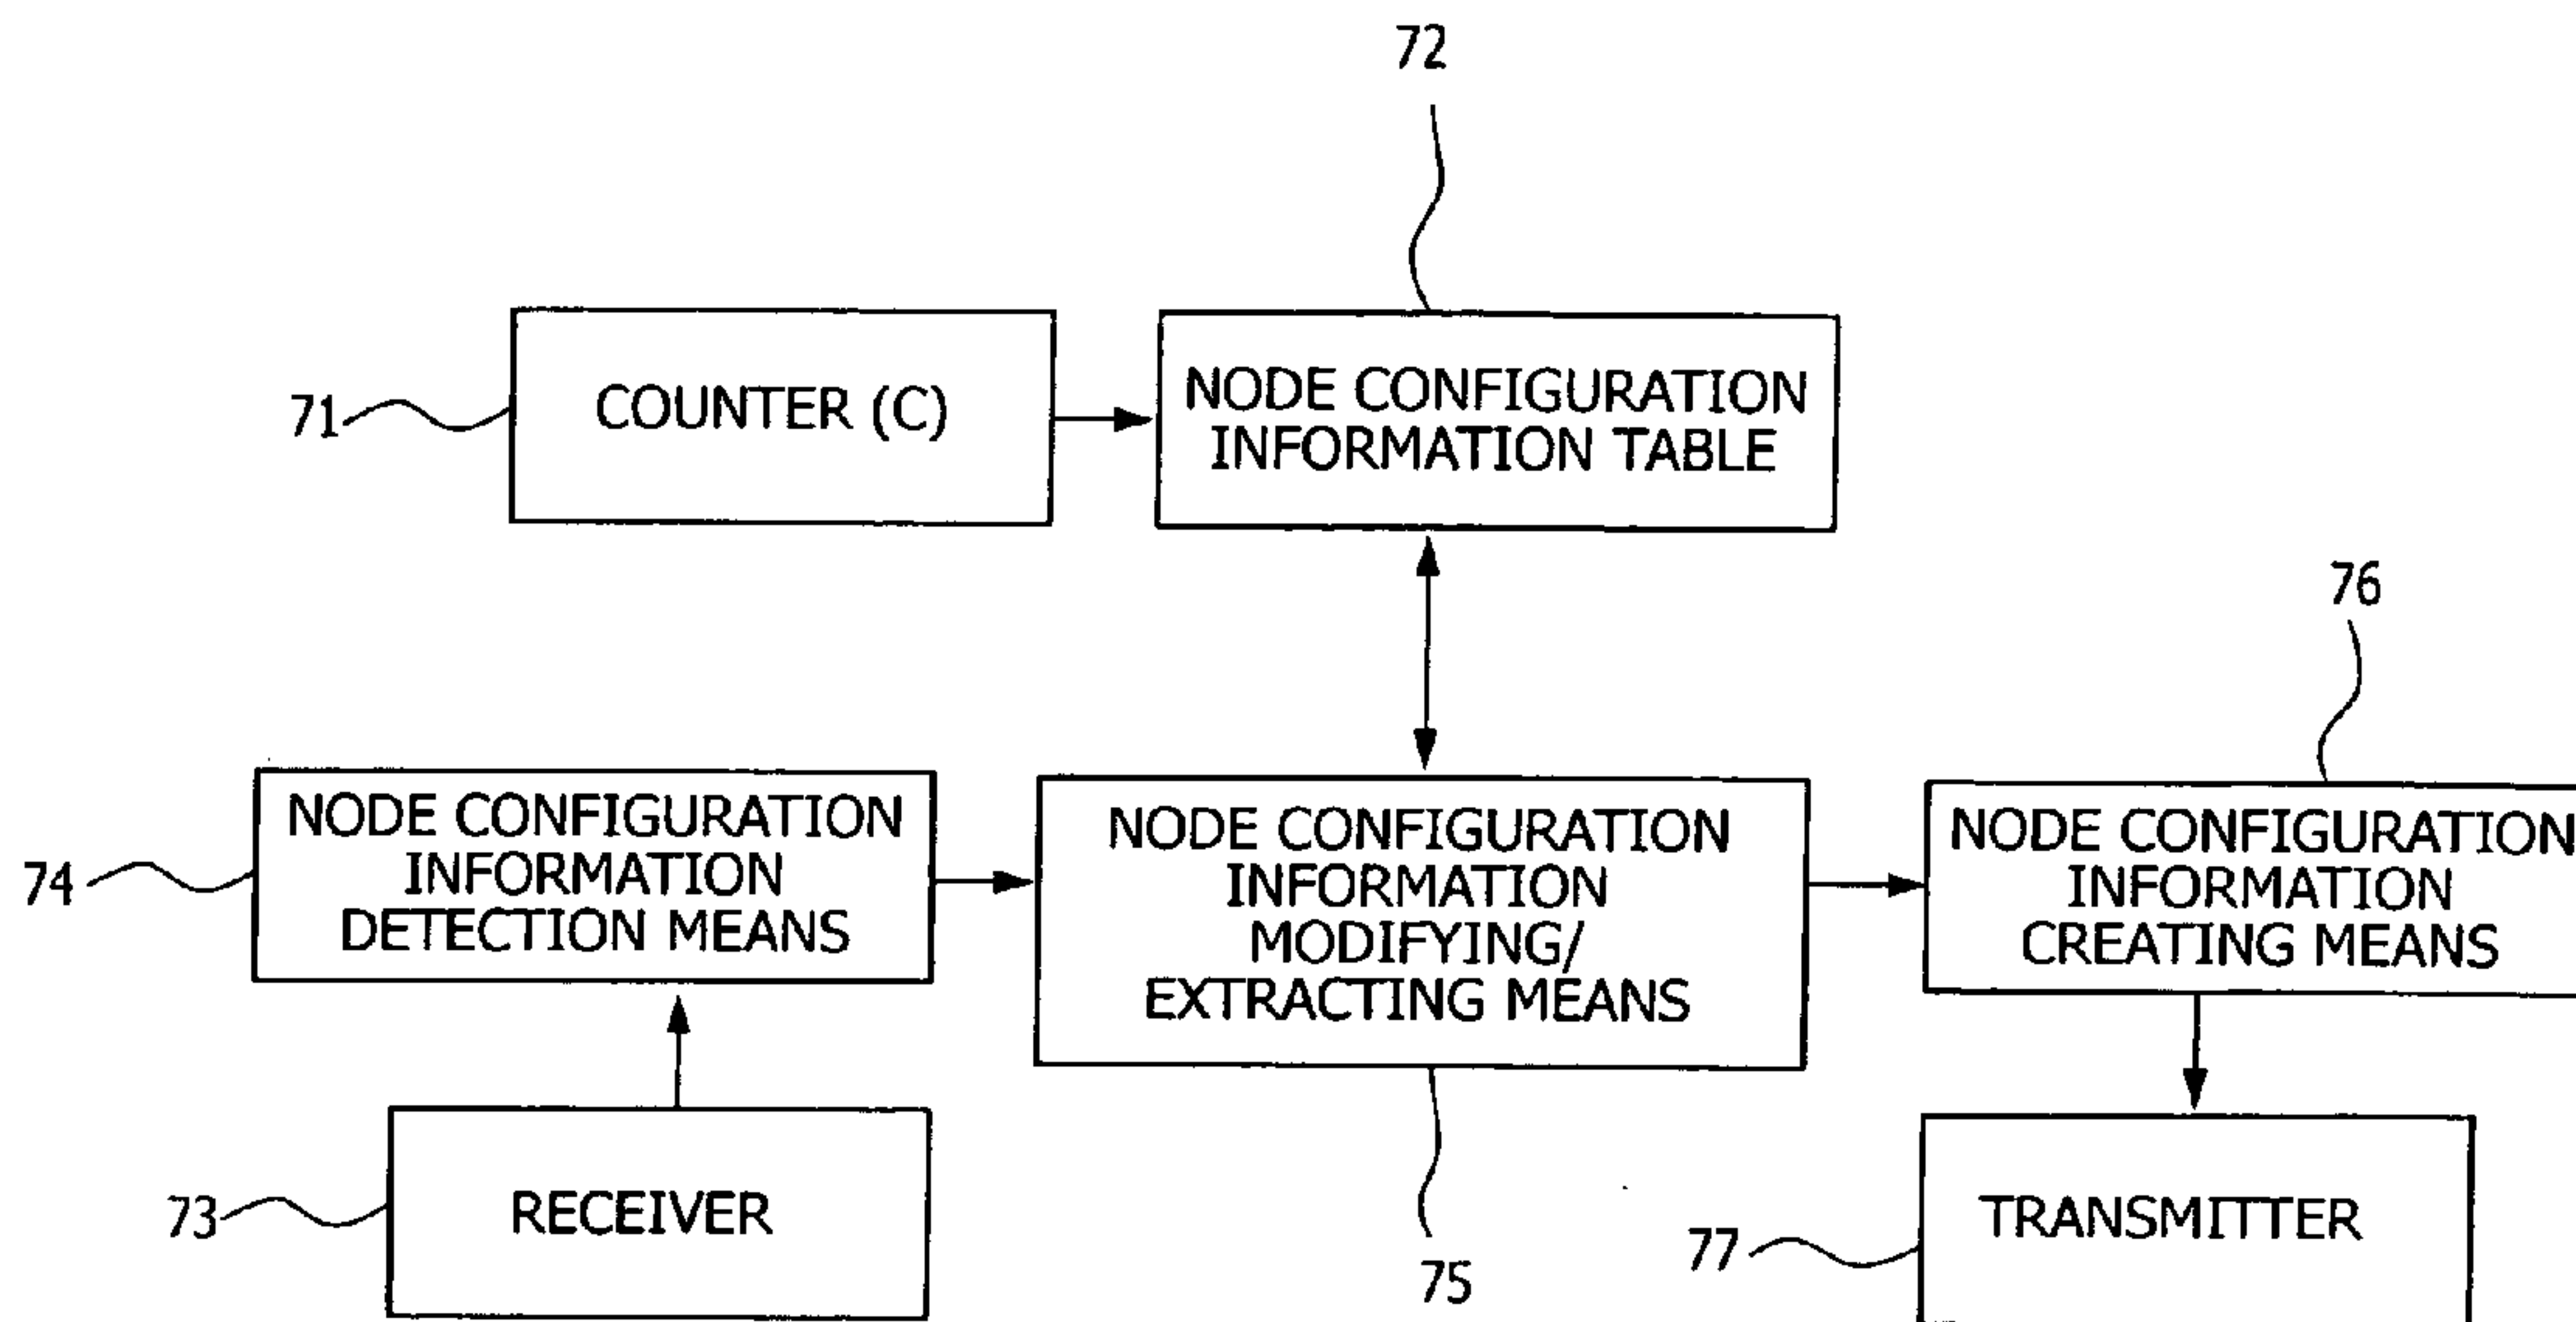 72
71
COUNTER (C)
NODE CONFIGURATION
INFORMATION TABLE
76
74
NODE CONFIGURATION
INFORMATION
DETECTION MEANS
NODE CONFIGURATION
INFORMATION
MODIFYING/
EXTRACTING MEANS
NODE CONFIGURATION
INFORMATION
CREATING MEANS
73
RECEIVER
75
77
TRANSMITTER